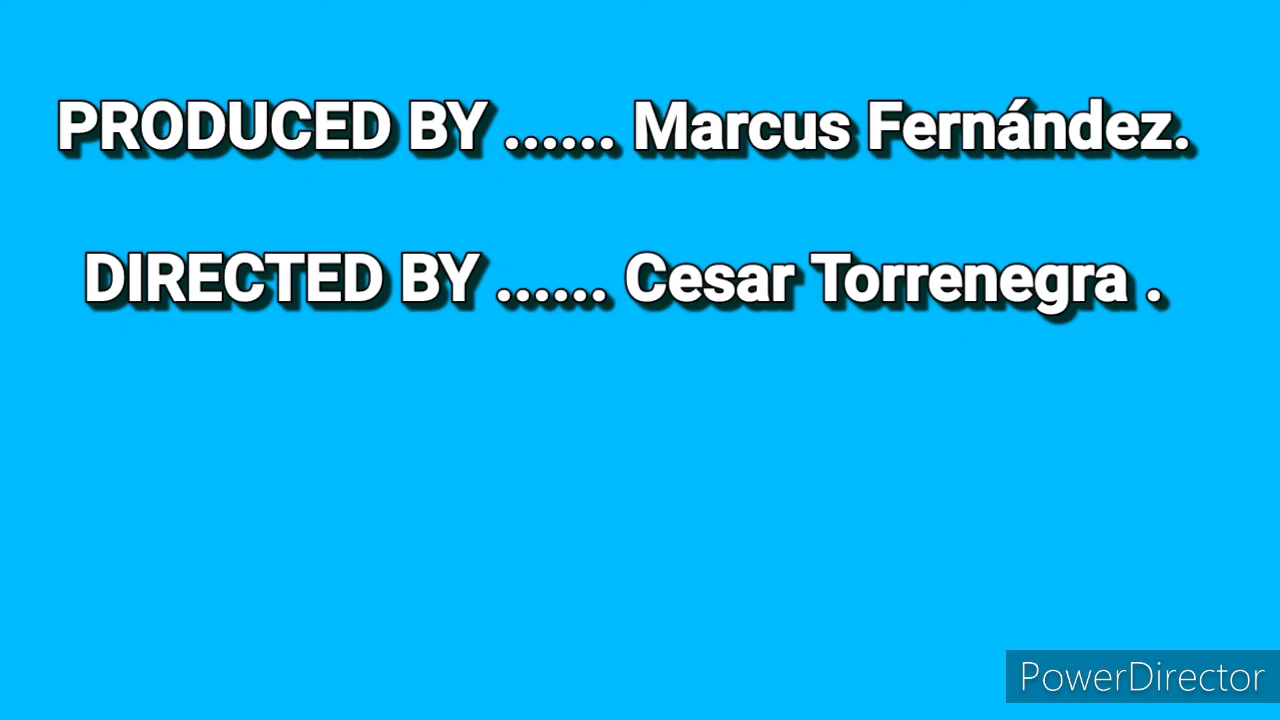 PRODUCED BY ...... Marcus Fernández.
DIRECTED BY ...... Cesar Torrenegra .
PowerDirector